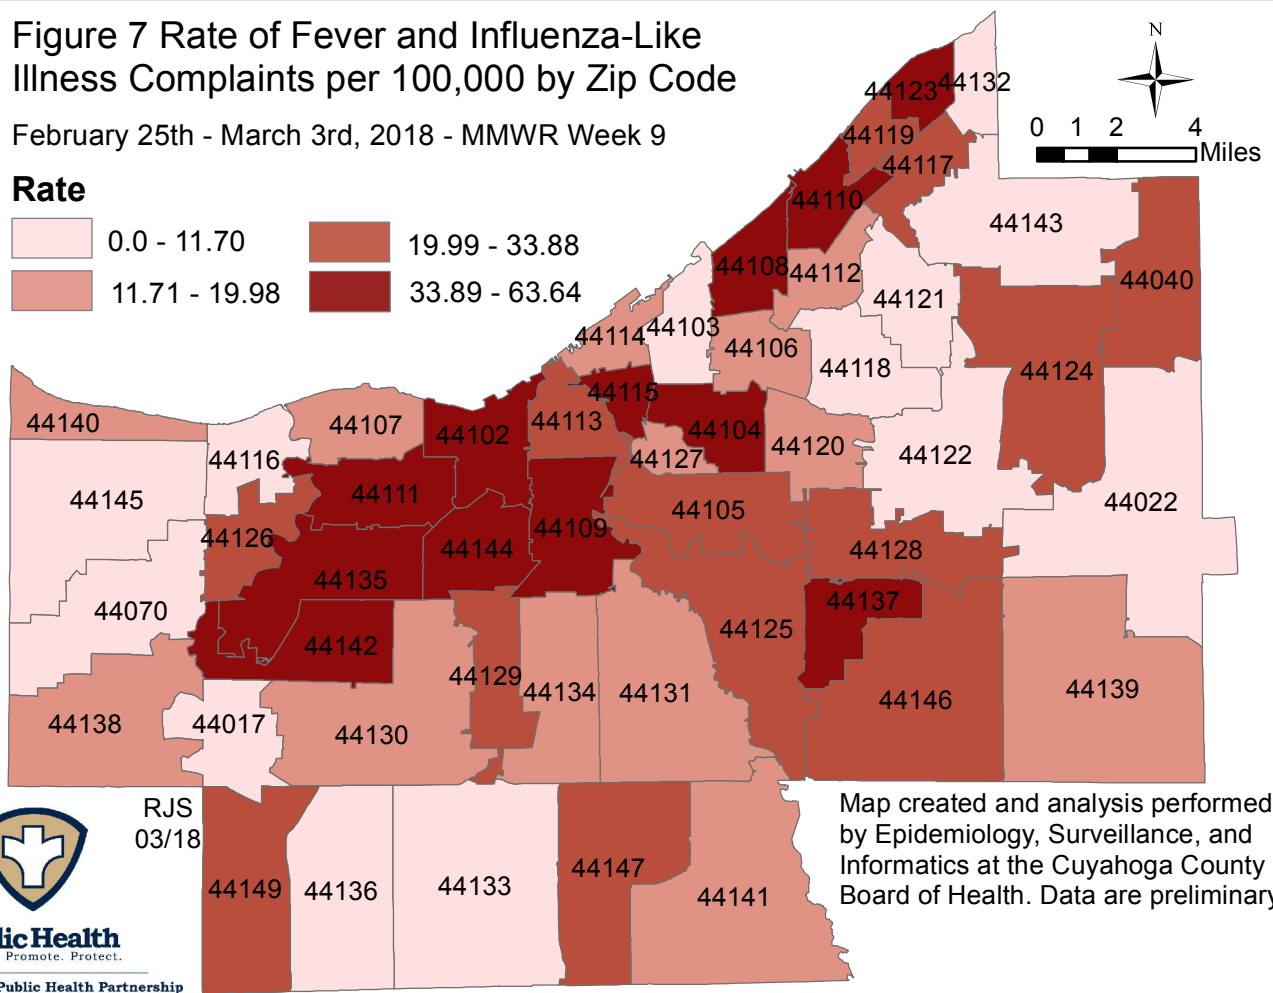 Figure 7 Rate of Fever and Influenza-Like
Illness Complaints per 100,000 by Zip Code
February 25th - March 3rd, 2018 - MMWR Week 9
Rate
0.0 - 11.70
19.99 - 33.88
11.71 - 19.98
33.89 - 63.64
N
0 1 2 4
Miles
44123
44132
44119
44117
44110
44143
44108
44112
44040
44121
44114
44103
44106
44118
44124
44115
44140
44107
44102
44113
44104
44120
44116
44127
44122
44145
44111
44105
44022
44126
44109
44144
44128
44135
44070
44137
44142
44125
44129
44134
44131
44146
44139
44138
44017
44130
RJS
03/18
44149
44136
44133
44147
44141
Map created and analysis performed
by Epidemiology, Surveillance, and
Informatics at the Cuyahoga County
Board of Health. Data are preliminary
lic Health
Promote. Protect.
Public Health Partnership